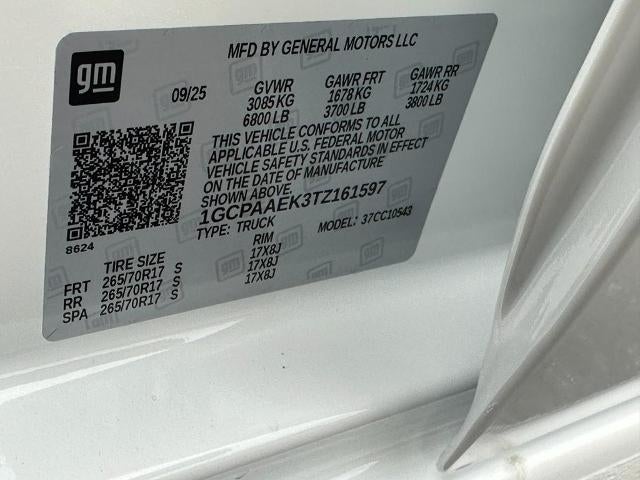 gm
MFD BY GENERAL MOTORS LLC
09/25 GVWR GAWR FRT GAWR RR
3085 KG 1678 KG 1724 KG
6800 LB 3700 LB 3800 LB
THIS VEHICLE CONFORMS TO ALL
APPLICABLE U.S. FEDERAL MOTOR
VEHICLE SAFETY STANDARDS IN EFFECT
ON THE DATE OF MANUFACTURE
SHOWN ABOVE.
1GCPAAEK3TZ161597
TYPE: TRUCK MODEL: 37CC10543
8624
TIRE SIZE RIM
FRT 265/70R17 S 17X8J
RR 265/70R17 S 17X8J
SPA 265/70R17 S 17X8J